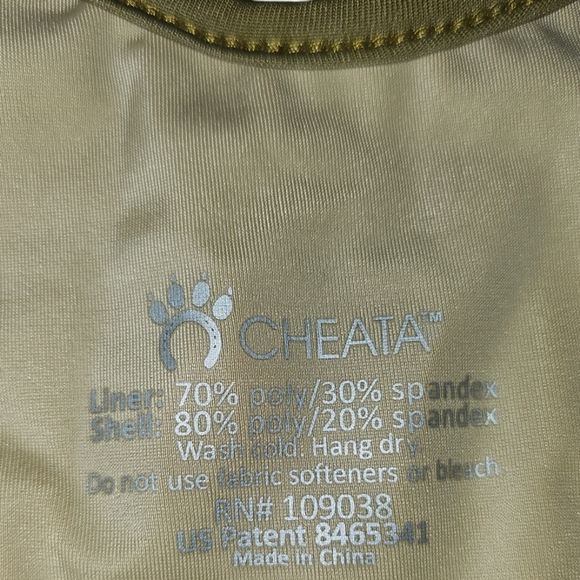 CHEATA™
Liner: 70% poly/30% spandex
Shell: 80% poly/20% spandex
Wash cold. Hang dry.
Do not use fabric softeners or bleach.
RN# 109038
US Patent 8465341
Made in China